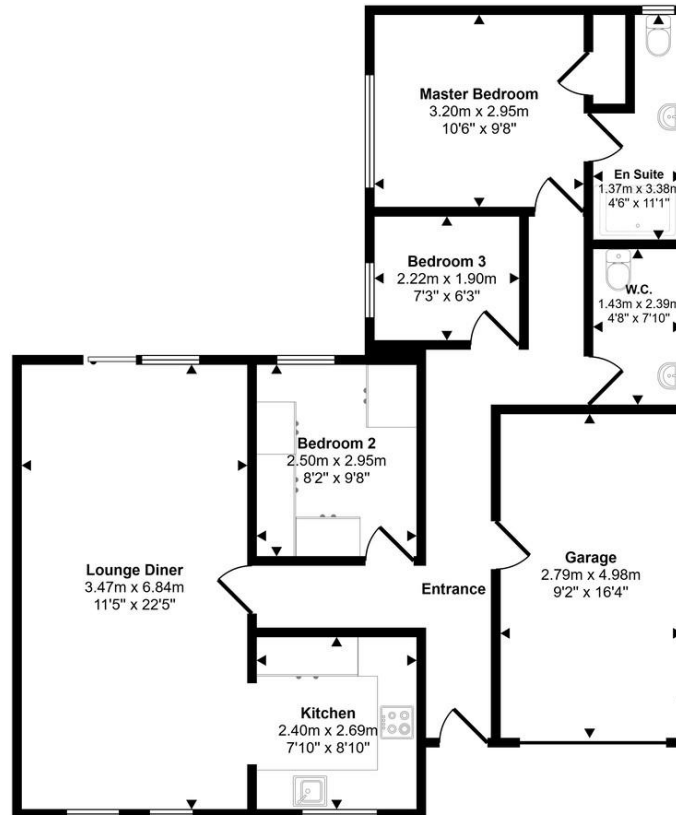 Master Bedroom
3.20m x 2.95m
10'6" x 9'8"
En Suite
1.37m x 3.38m
4'6" x 11'1"
Bedroom 3
2.22m x 1.90m
7'3" x 6'3"
W.C.
1.43m x 2.39m
4'8" x 7'10"
Bedroom 2
2.50m x 2.95m
8'2" x 9'8"
Lounge Diner
3.47m x 6.84m
11'5" x 22'5"
Garage
2.79m x 4.98m
9'2" x 16'4"
Entrance
Kitchen
2.40m x 2.69m
7'10" x 8'10"